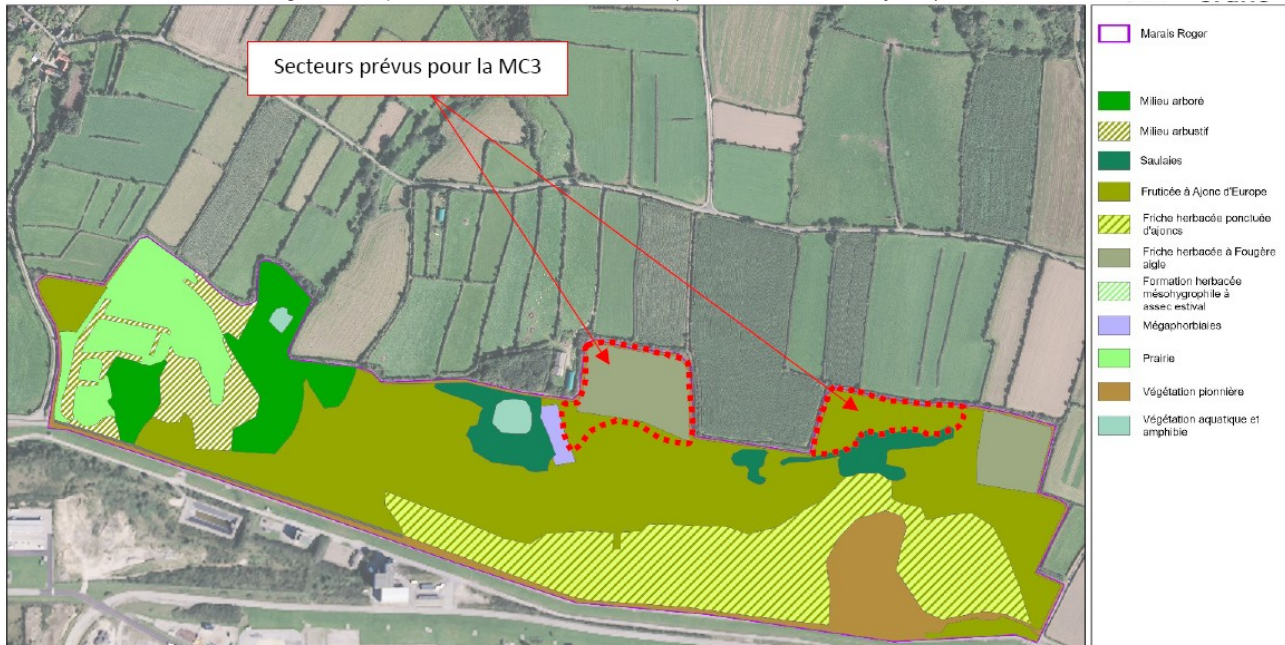 Secteurs prévus pour la MC3
Marais Roger
Milieu arboré
Milieu arbustif
Saulaies
Fruticée à Ajonc d'Europe
Friche herbacée ponctuée
d'ajoncs
Friche herbacée à Fougère
aigle
Formation herbacée
mésohygrophile à
assec estival
Mégaphorbiaies
Prairie
Végétation pionnière
Végétation aquatique et
amphibie